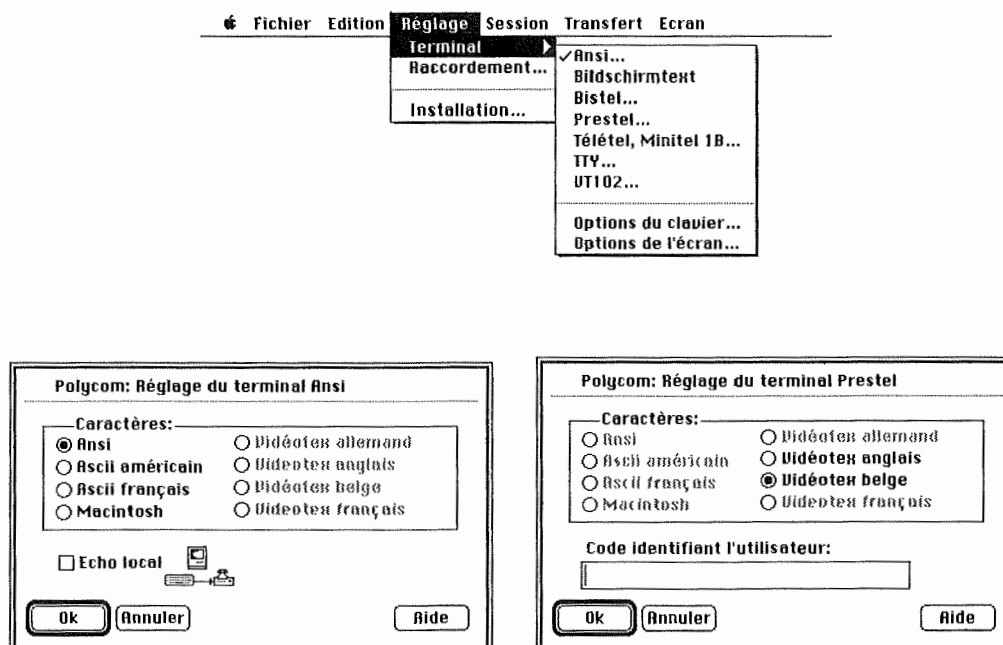 Fichier Edition Réglage Session Transfert Ecran
Terminal
Raccordement...
Installation...
Ansi...
Bildschirmtext
Bistel...
Prestel...
Télétel, Minitel 1B...
TTY...
VT102...
Options du clavier...
Options de l'écran...
Polycom: Réglage du terminal Ansi
Caractères:
Ansi
Ascii américain
Ascii français
Macintosh
Vidéotex allemand
Videotex anglais
Vidéotex belge
Videotex français
Echo local
Ok
Annuler
Aide
Polycom: Réglage du terminal Prestel
Caractères:
Ansi
Ascii américain
Ascii français
Macintosh
Vidéotex allemand
Videotex anglais
Vidéotex belge
Videotex français
Code identifiant l'utilisateur:
Ok
Annuler
Aide